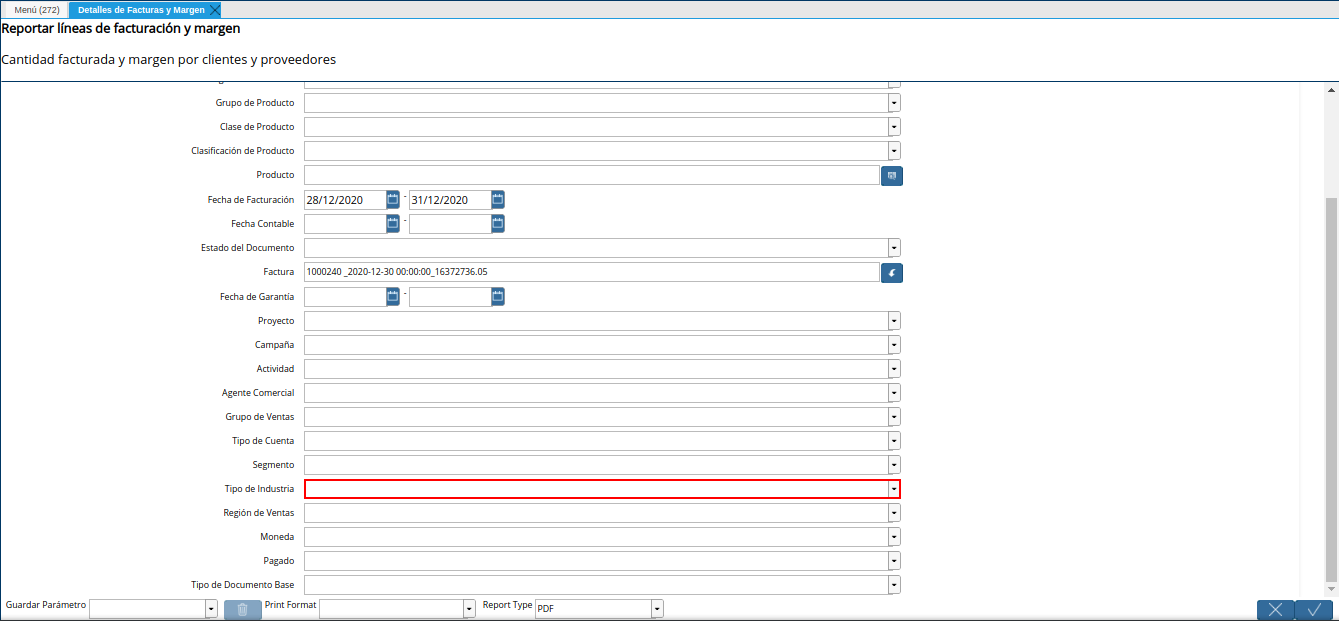 Menú (272) Detalles de Facturas y Margen
Reportar líneas de facturación y margen
Cantidad facturada y margen por clientes y proveedores
Grupo de Producto
Clase de Producto
Clasificación de Producto
Producto
Fecha de Facturación 28/12/2020 - 31/12/2020
Fecha Contable -
Estado del Documento
Factura 1000240 _2020-12-30 00:00:00_16372736.05
Fecha de Garantía -
Proyecto
Campaña
Actividad
Agente Comercial
Grupo de Ventas
Tipo de Cuenta
Segmento
Tipo de Industria
Región de Ventas
Moneda
Pagado
Tipo de Documento Base
Guardar Parámetro Print Format Report Type PDF